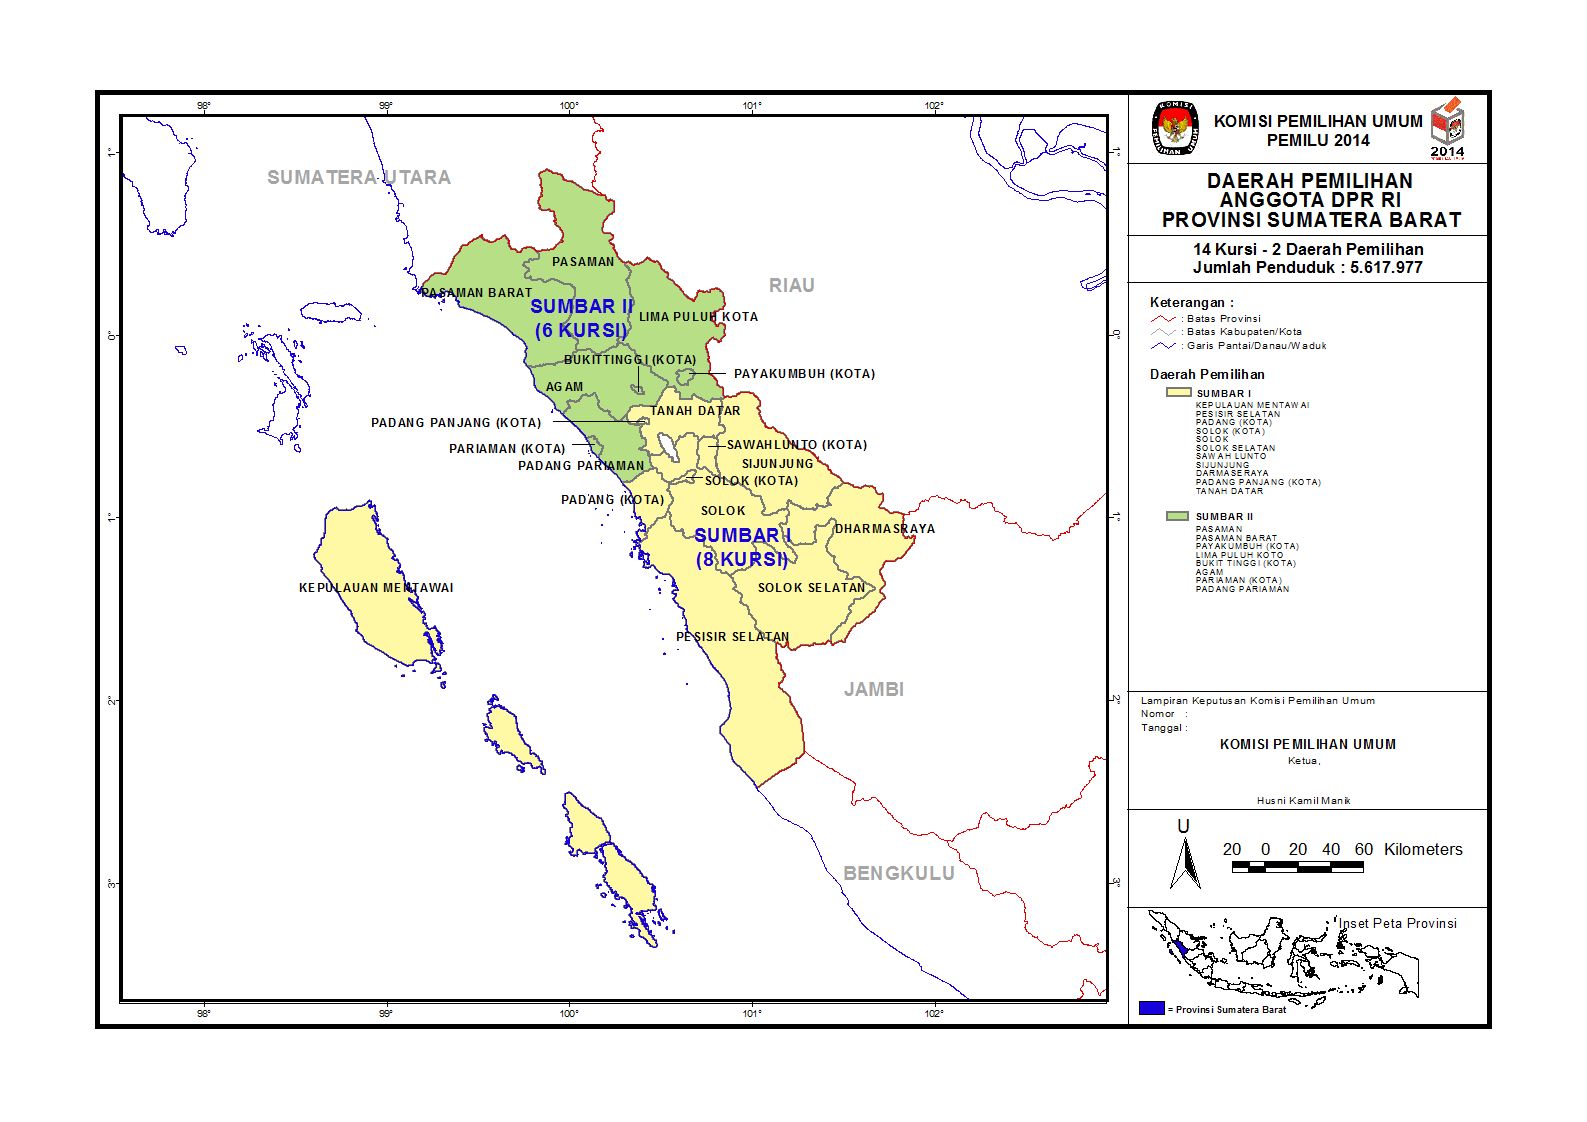 98°
99°
100°
101°
102°
1°
0°
1°
2°
3°
1°
0°
1°
2°
3°
98°
99°
100°
101°
102°
SUMATERA UTARA
RIAU
JAMBI
BENGKULU
PASAMAN
PASAMAN BARAT
SUMBAR II
(6 KURSI)
LIMA PULUH KOTA
BUKITTINGGI (KOTA)
PAYAKUMBUH (KOTA)
AGAM
TANAH DATAR
PADANG PANJANG (KOTA)
PARIAMAN (KOTA)
SAWAHLUNTO (KOTA)
PADANG PARIAMAN
SIJUNJUNG
SOLOK (KOTA)
PADANG (KOTA)
SOLOK
DHARMASRAYA
SUMBAR I
(8 KURSI)
KEPULAUAN MENTAWAI
SOLOK SELATAN
PESISIR SELATAN
KOMISI
PEMILIHAN UMUM
KOMISI PEMILIHAN UMUM
PEMILU 2014
2014
DAERAH PEMILIHAN
ANGGOTA DPR RI
PROVINSI SUMATERA BARAT
14 Kursi - 2 Daerah Pemilihan
Jumlah Penduduk : 5.617.977
Keterangan :
: Batas Provinsi
: Batas Kabupaten/Kota
: Garis Pantai/Danau/Waduk
Daerah Pemilihan
SUMBAR I
KEPULAUAN MENTAWAI
PESISIR SELATAN
PADANG (KOTA)
SOLOK (KOTA)
SOLOK
SOLOK SELATAN
SAWAH LUNTO
SIJUNJUNG
DARMASERAYA
PADANG PANJANG (KOTA)
TANAH DATAR
SUMBAR II
PASAMAN
PASAMAN BARAT
PAYAKUMBUH (KOTA)
LIMA PULUH KOTO
BUKIT TINGGI (KOTA)
AGAM
PARIAMAN (KOTA)
PADANG PARIAMAN
Lampiran Keputusan Komisi Pemilihan Umum
Nomor :
Tanggal :
KOMISI PEMILIHAN UMUM
Ketua,
Husni Kamil Manik
U
20 0 20 40 60 Kilometers
Inset Peta Provinsi
= Provinsi Sumatera Barat